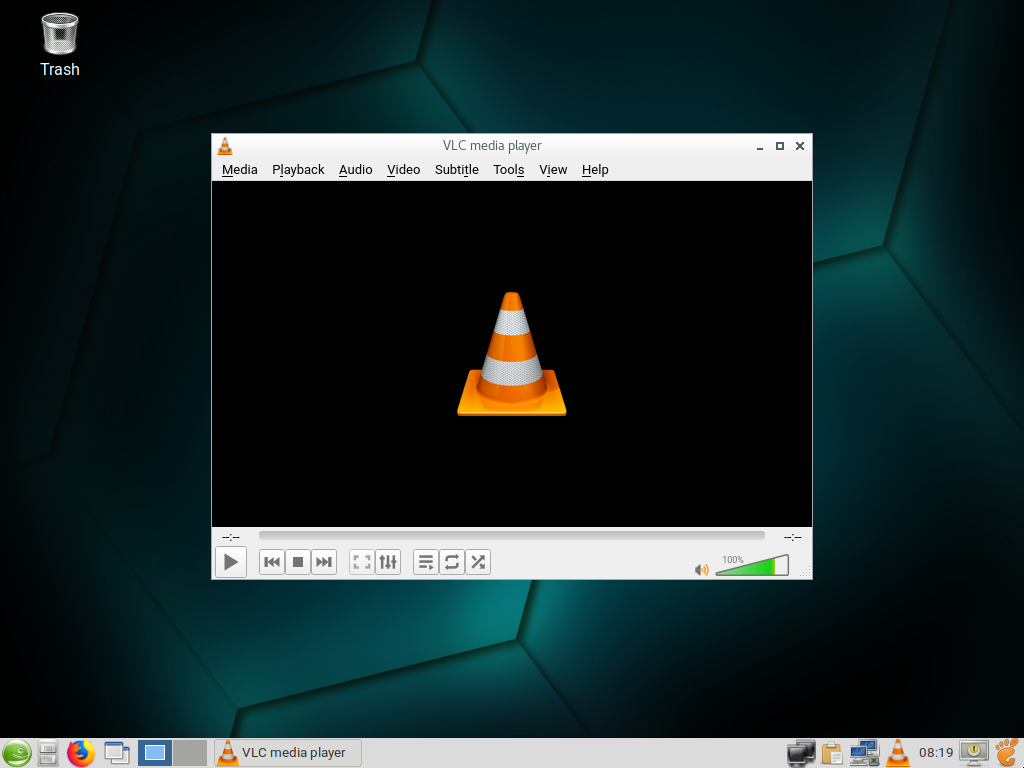 Trash
VLC media player
Media Playback Audio Video Subtitle Tools View Help
--:-- --:--
100%
VLC media player 08:19